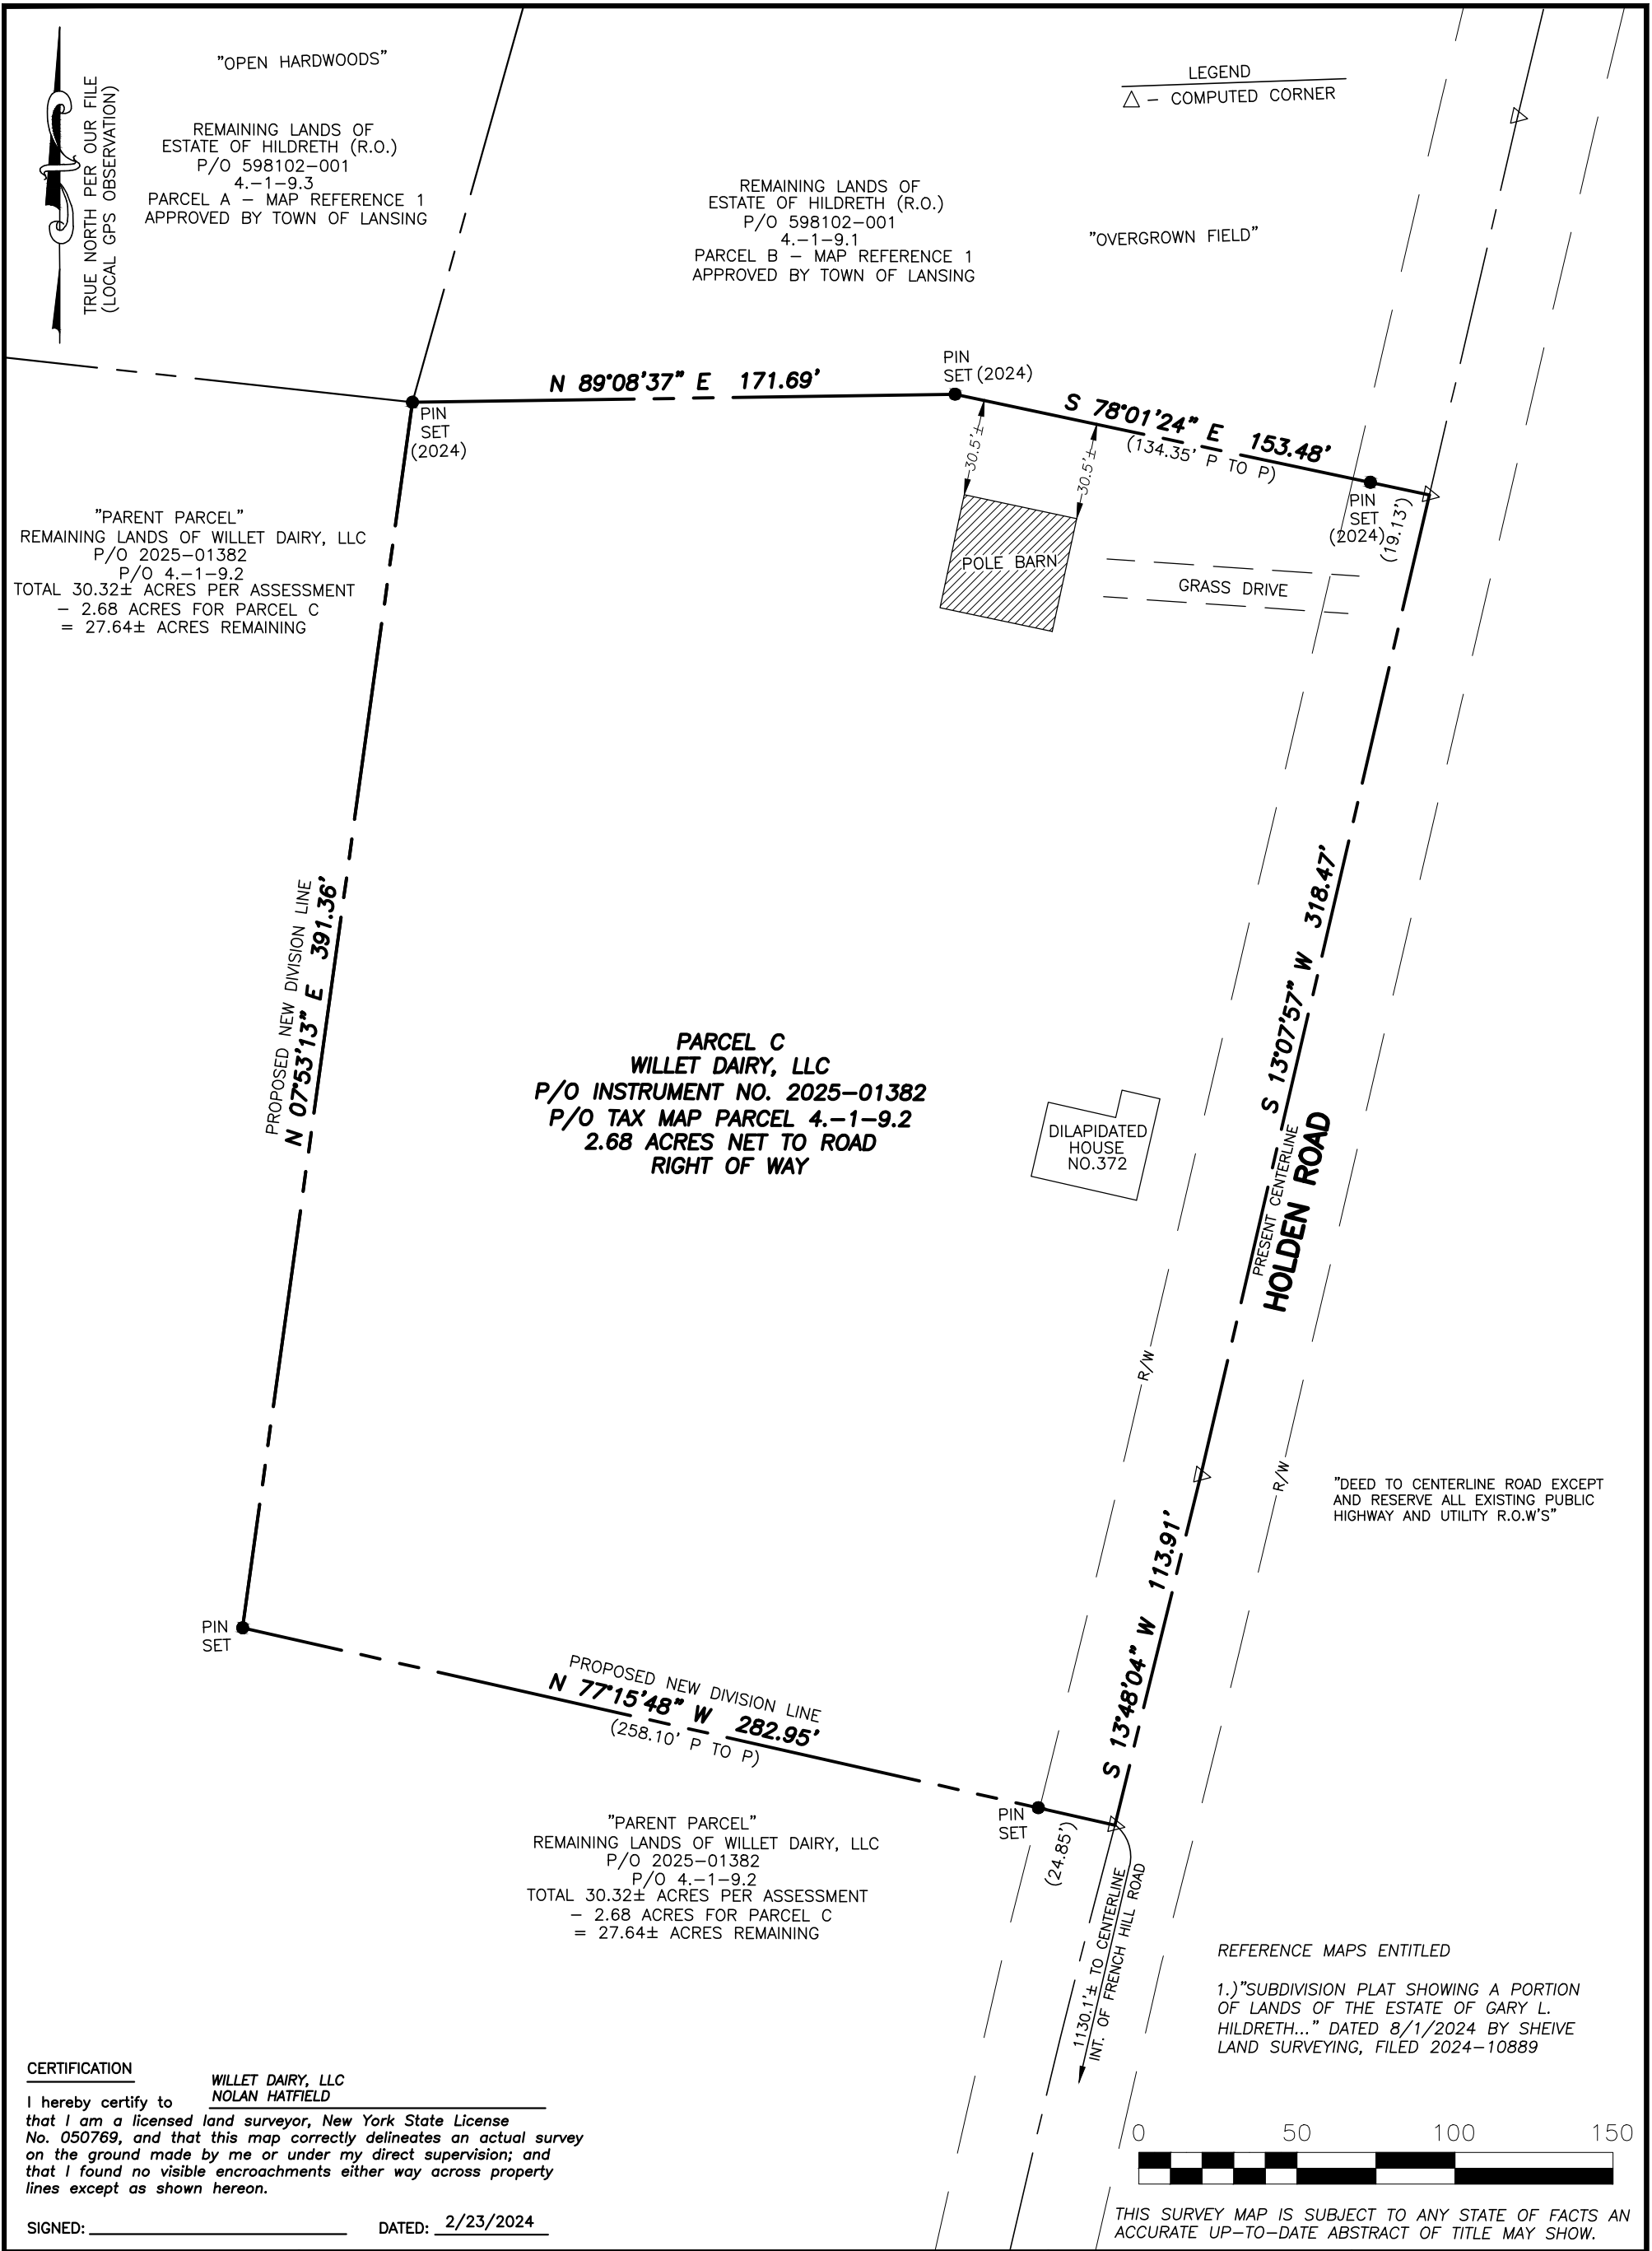 "OPEN HARDWOODS"
TRUE NORTH PER OUR FILE
(LOCAL GPS OBSERVATION)
REMAINING LANDS OF
ESTATE OF HILDRETH (R.O.)
P/O 598102-001
4.-1-9.3
PARCEL A - MAP REFERENCE 1
APPROVED BY TOWN OF LANSING
LEGEND
△ - COMPUTED CORNER
REMAINING LANDS OF
ESTATE OF HILDRETH (R.O.)
P/O 598102-001
4.-1-9.1
PARCEL B - MAP REFERENCE 1
APPROVED BY TOWN OF LANSING
"OVERGROWN FIELD"
PIN
SET
(2024)
N 89°08'37" E 171.69'
PIN
SET (2024)
S 78°01'24" E 153.48'
(134.35' P TO P)
PIN
SET
(2024)
(19.13')
30.5'±
30.5'±
POLE BARN
GRASS DRIVE
"PARENT PARCEL"
REMAINING LANDS OF WILLET DAIRY, LLC
P/O 2025-01382
P/O 4.-1-9.2
TOTAL 30.32± ACRES PER ASSESSMENT
- 2.68 ACRES FOR PARCEL C
= 27.64± ACRES REMAINING
PROPOSED NEW DIVISION LINE
N 07°53'13" E 391.36'
PARCEL C
WILLET DAIRY, LLC
P/O INSTRUMENT NO. 2025-01382
P/O TAX MAP PARCEL 4.-1-9.2
2.68 ACRES NET TO ROAD
RIGHT OF WAY
DILAPIDATED
HOUSE
NO.372
S 13°07'57" W 318.47'
PRESENT CENTERLINE
HOLDEN ROAD
R/W
R/W
"DEED TO CENTERLINE ROAD EXCEPT
AND RESERVE ALL EXISTING PUBLIC
HIGHWAY AND UTILITY R.O.W'S"
S 13°48'04" W 113.91'
PIN
SET
PROPOSED NEW DIVISION LINE
N 77°15'48" W 282.95'
(258.10' P TO P)
PIN
SET
(24.85')
1130.1'± TO CENTERLINE
INT. OF FRENCH HILL ROAD
"PARENT PARCEL"
REMAINING LANDS OF WILLET DAIRY, LLC
P/O 2025-01382
P/O 4.-1-9.2
TOTAL 30.32± ACRES PER ASSESSMENT
- 2.68 ACRES FOR PARCEL C
= 27.64± ACRES REMAINING
REFERENCE MAPS ENTITLED
1.)"SUBDIVISION PLAT SHOWING A PORTION
OF LANDS OF THE ESTATE OF GARY L.
HILDRETH..." DATED 8/1/2024 BY SHEIVE
LAND SURVEYING, FILED 2024-10889
CERTIFICATION
WILLET DAIRY, LLC
I hereby certify to NOLAN HATFIELD
that I am a licensed land surveyor, New York State License
No. 050769, and that this map correctly delineates an actual survey
on the ground made by me or under my direct supervision; and
that I found no visible encroachments either way across property
lines except as shown hereon.
SIGNED: DATED: 2/23/2024
0 50 100 150
THIS SURVEY MAP IS SUBJECT TO ANY STATE OF FACTS AN
ACCURATE UP-TO-DATE ABSTRACT OF TITLE MAY SHOW.